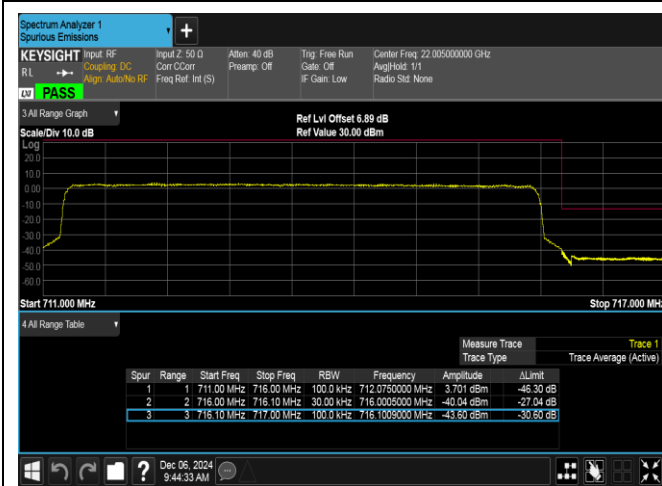 Spectrum Analyzer 1
Spurious Emissions
+
KEYSIGHT Input: RF Input Z: 50 Ω Atten: 40 dB Trig: Free Run Center Freq: 22.005000000 GHz
RL Coupling: DC Corr CCorr Preamp: Off Gate: Off Avg|Hold: 1/1
Align: Auto/No RF Freq Ref: Int (S) IF Gain: Low Radio Std: None
LXI PASS
3 All Range Graph
Ref Lvl Offset 6.89 dB
Scale/Div 10.0 dB Ref Value 30.00 dBm
Log
20.0
10.0
0.00
-10.0
-20.0
-30.0
-40.0
-50.0
-60.0
Start 711.000 MHz Stop 717.000 MHz
4 All Range Table
Measure Trace Trace 1
Trace Type Trace Average (Active)
Spur Range Start Freq Stop Freq RBW Frequency Amplitude ΔLimit
1 1 711.00 MHz 716.00 MHz 100.0 kHz 712.0750000 MHz 3.701 dBm -46.30 dB
2 2 716.00 MHz 716.10 MHz 30.00 kHz 716.0005000 MHz -40.04 dBm -27.04 dB
3 3 716.10 MHz 717.00 MHz 100.0 kHz 716.1009000 MHz -43.60 dBm -30.60 dB
? Dec 06, 2024
9:44:33 AM